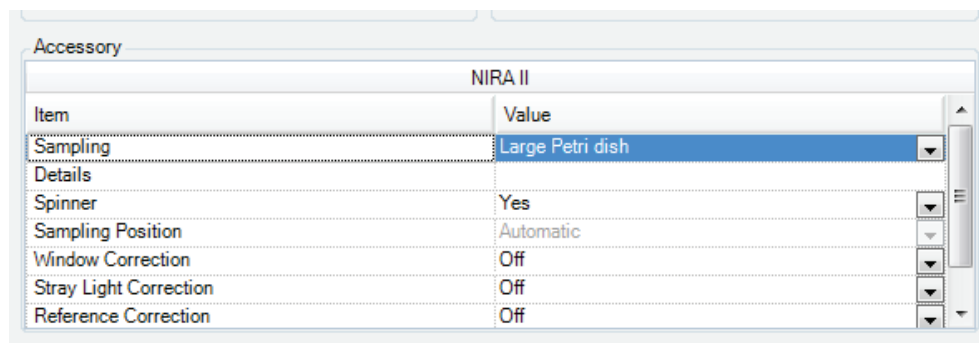 Accessory
NIRA II
Item Value
Sampling Large Petri dish
Details
Spinner Yes
Sampling Position Automatic
Window Correction Off
Stray Light Correction Off
Reference Correction Off